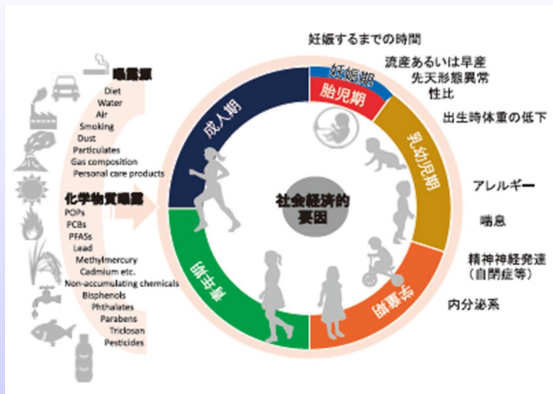 曝露源
Diet
Water
Air
Smoking
Dust
Particulates
Gas composition
Personal care products
化学物質曝露
POPs
PCBs
PFASs
Lead
Methylmercury
Cadmium etc.
Non-accumulating chemicals
Bisphenols
Phthalates
Parabens
Triclosan
Pesticides
成人期
妊娠期
胎児期
乳幼児期
学童期
青年期
社会経済的
要因
妊娠するまでの時間
流産あるいは早産
先天形態異常
性比
出生時体重の低下
アレルギー
喘息
精神神経発達
（自閉症等）
内分泌系